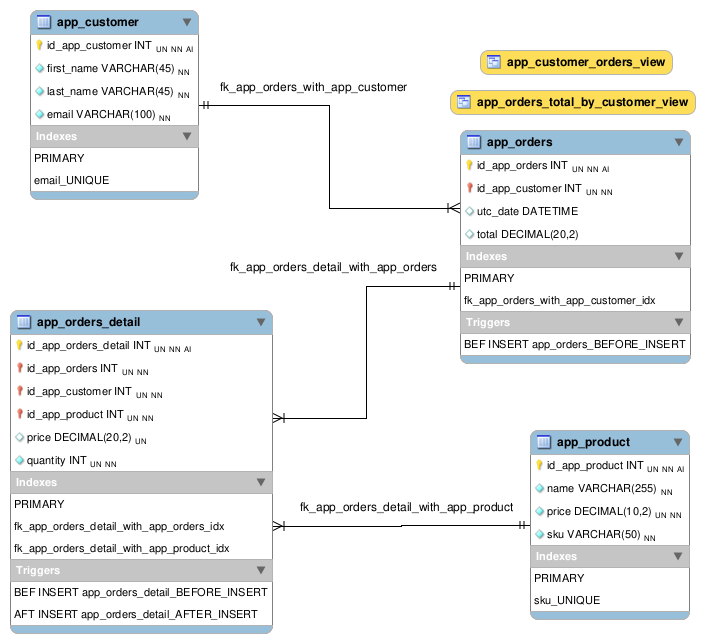 app_customer
id_app_customer INT UN NN AI
first_name VARCHAR(45) NN
last_name VARCHAR(45) NN
email VARCHAR(100) NN
Indexes
PRIMARY
email_UNIQUE
fk_app_orders_with_app_customer
app_customer_orders_view
app_orders_total_by_customer_view
app_orders
id_app_orders INT UN NN AI
id_app_customer INT UN NN
utc_date DATETIME
total DECIMAL(20,2)
Indexes
PRIMARY
fk_app_orders_with_app_customer_idx
Triggers
BEF INSERT app_orders_BEFORE_INSERT
fk_app_orders_detail_with_app_orders
app_orders_detail
id_app_orders_detail INT UN NN AI
id_app_orders INT UN NN
id_app_customer INT UN NN
id_app_product INT UN NN
price DECIMAL(20,2) UN
quantity INT UN NN
Indexes
PRIMARY
fk_app_orders_detail_with_app_orders_idx
fk_app_orders_detail_with_app_product_idx
Triggers
BEF INSERT app_orders_detail_BEFORE_INSERT
AFT INSERT app_orders_detail_AFTER_INSERT
fk_app_orders_detail_with_app_product
app_product
id_app_product INT UN NN AI
name VARCHAR(255) NN
price DECIMAL(10,2) UN NN
sku VARCHAR(50) NN
Indexes
PRIMARY
sku_UNIQUE